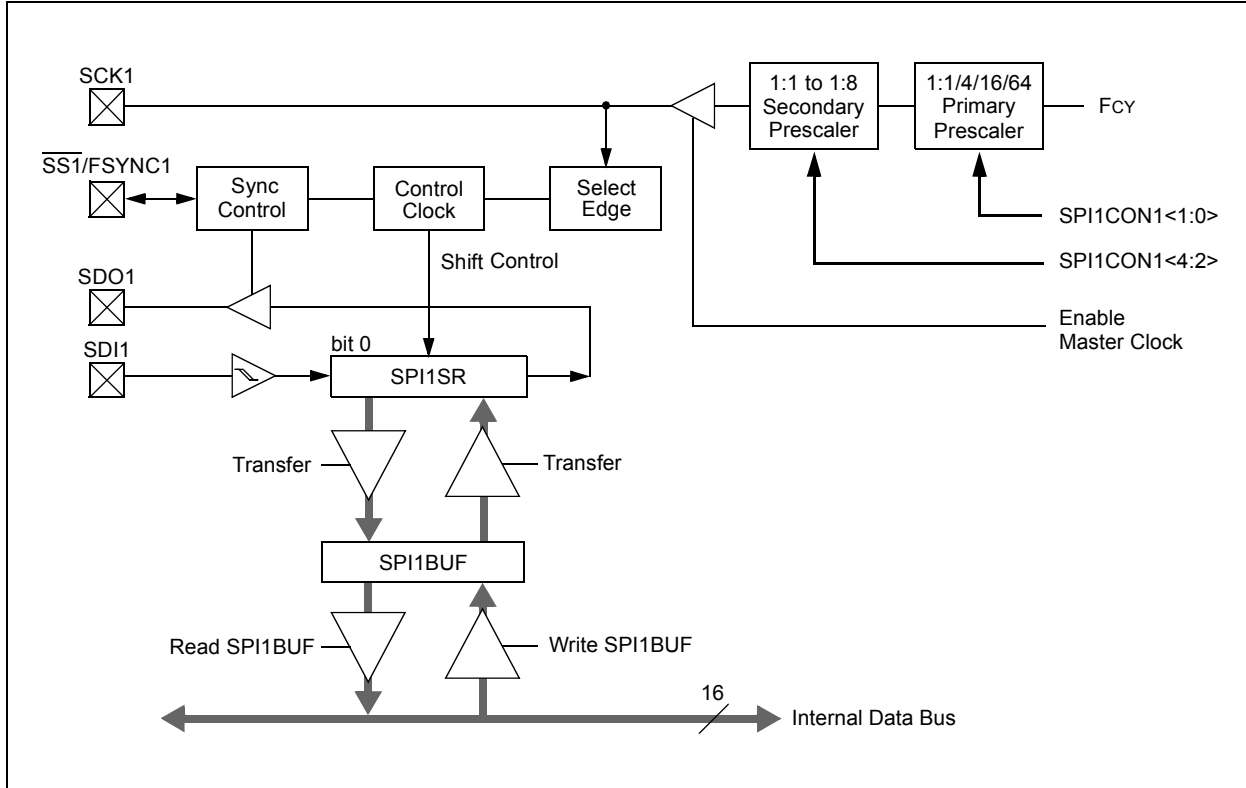 SCK1
1:1 to 1:8
Secondary
Prescaler
1:1/4/16/64
Primary
Prescaler
FCY
SS1/FSYNC1
Sync
Control
Control
Clock
Select
Edge
SPI1CON1<1:0>
Shift Control
SPI1CON1<4:2>
SDO1
Enable
Master Clock
SDI1
bit 0
SPI1SR
Transfer
Transfer
SPI1BUF
Read SPI1BUF
Write SPI1BUF
16
Internal Data Bus